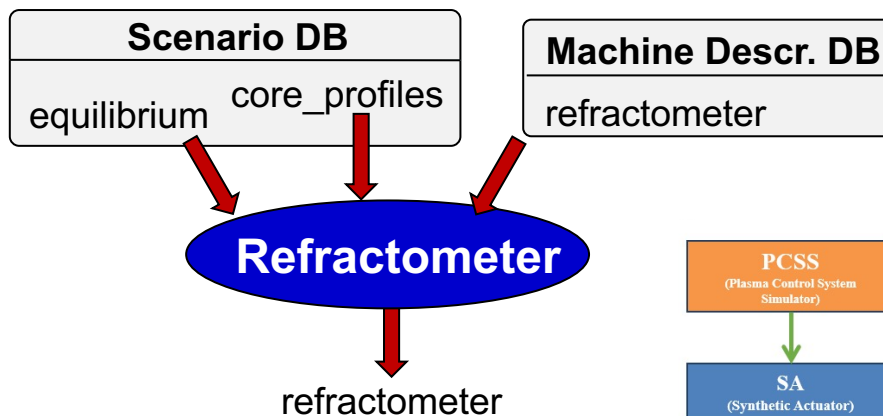 Scenario DB
equilibrium
core_profiles
Machine Descr. DB
refractometer
Refractometer
refractometer
PCSS
(Plasma Control System
Simulator)
SA
(Synthetic Actuator)